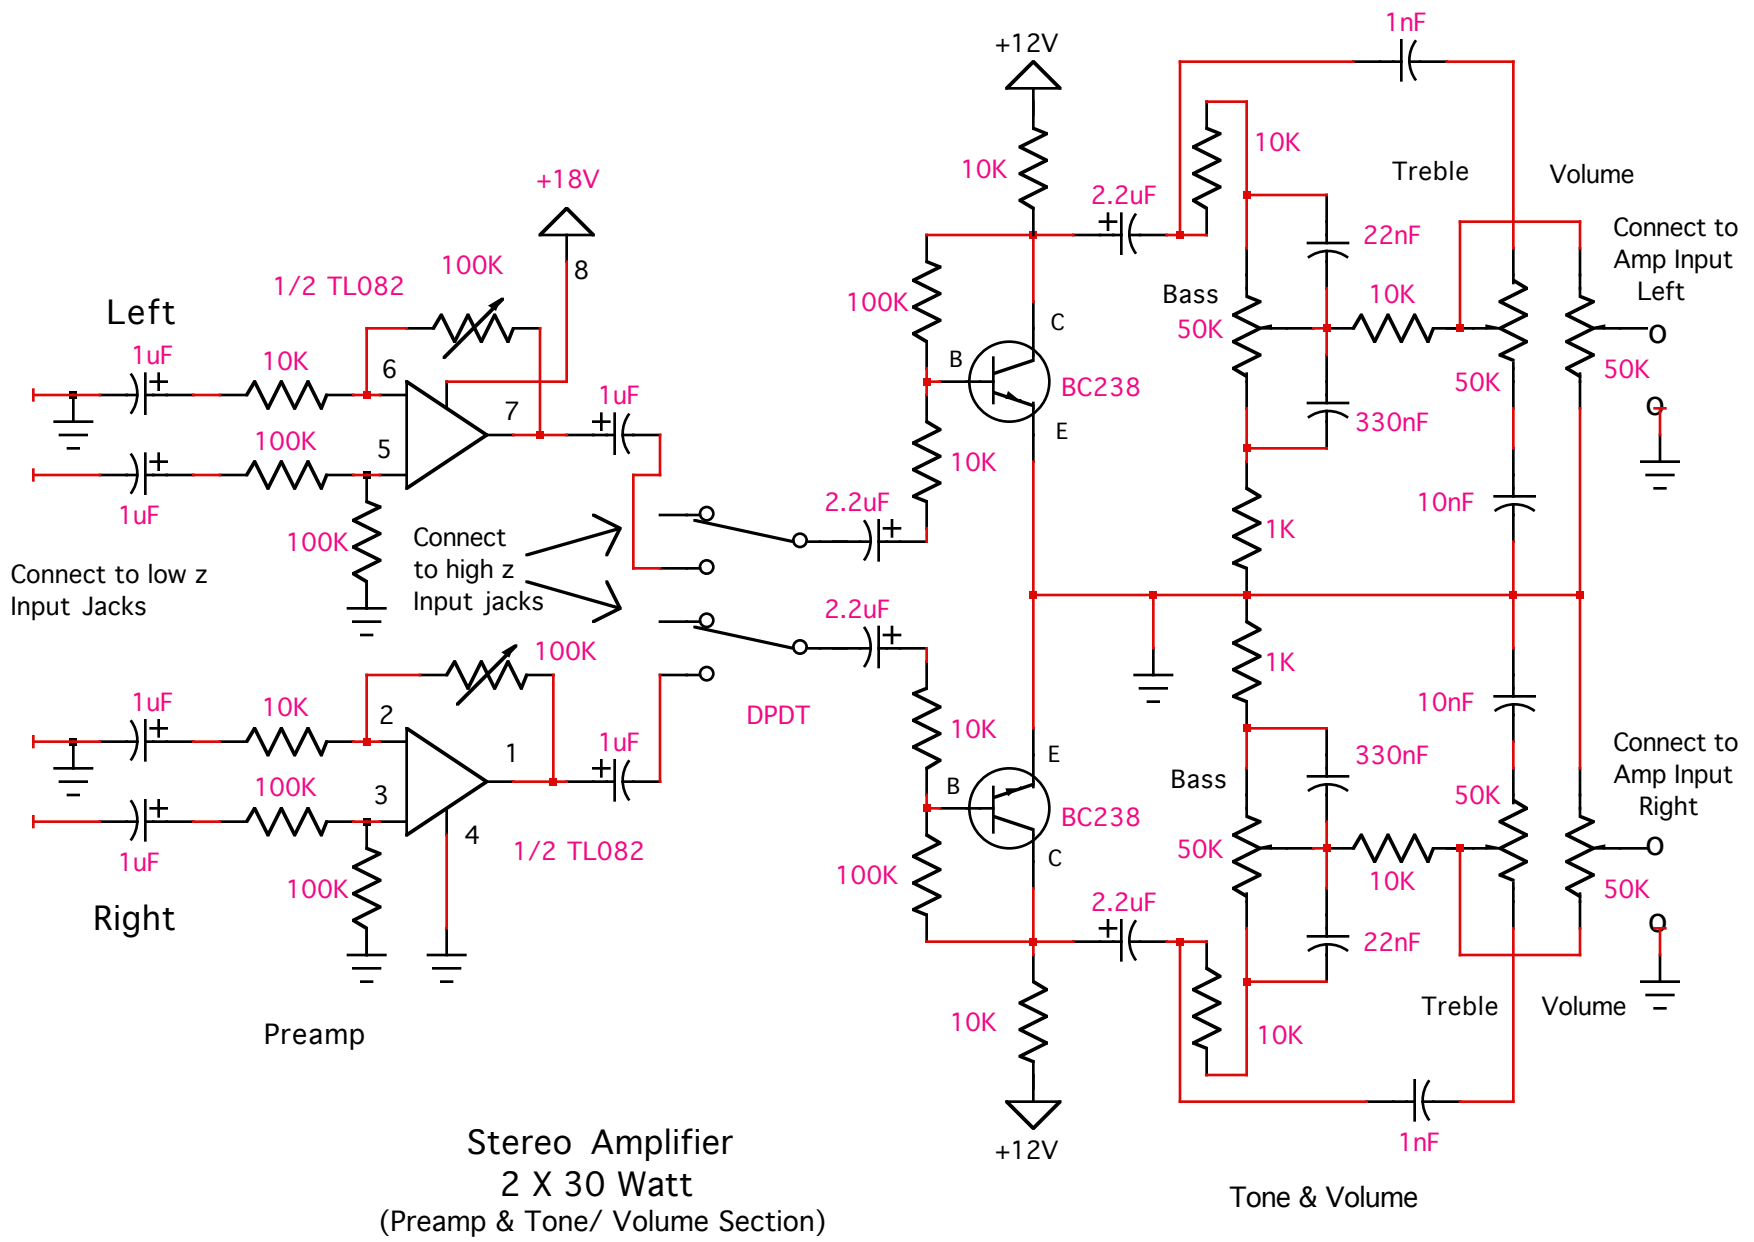 1nF
+12V
10K
10K
Treble
Volume
+18V
2.2uF
Connect to
Amp Input
Left
22nF
8
100K
1/2 TL082
Bass
10K
100K
Left
50K
C
1uF
10K
6
B
BC238
50K
50K
1uF
7
330nF
E
100K
5
10K
1uF
2.2uF
10nF
1K
100K
Connect
to high z
Input jacks
Connect to low z
Input Jacks
2.2uF
100K
1K
1uF
10K
2
DPDT
10K
10nF
1uF
1
E
330nF
Connect to
Amp Input
Right
100K
3
B
Bass
50K
BC238
4
1uF
1/2 TL082
50K
C
100K
100K
10K
50K
2.2uF
Right
22nF
Treble
Volume
10K
10K
Preamp
1nF
+12V
Stereo Amplifier
2 X 30 Watt
(Preamp & Tone/ Volume Section)
Tone & Volume